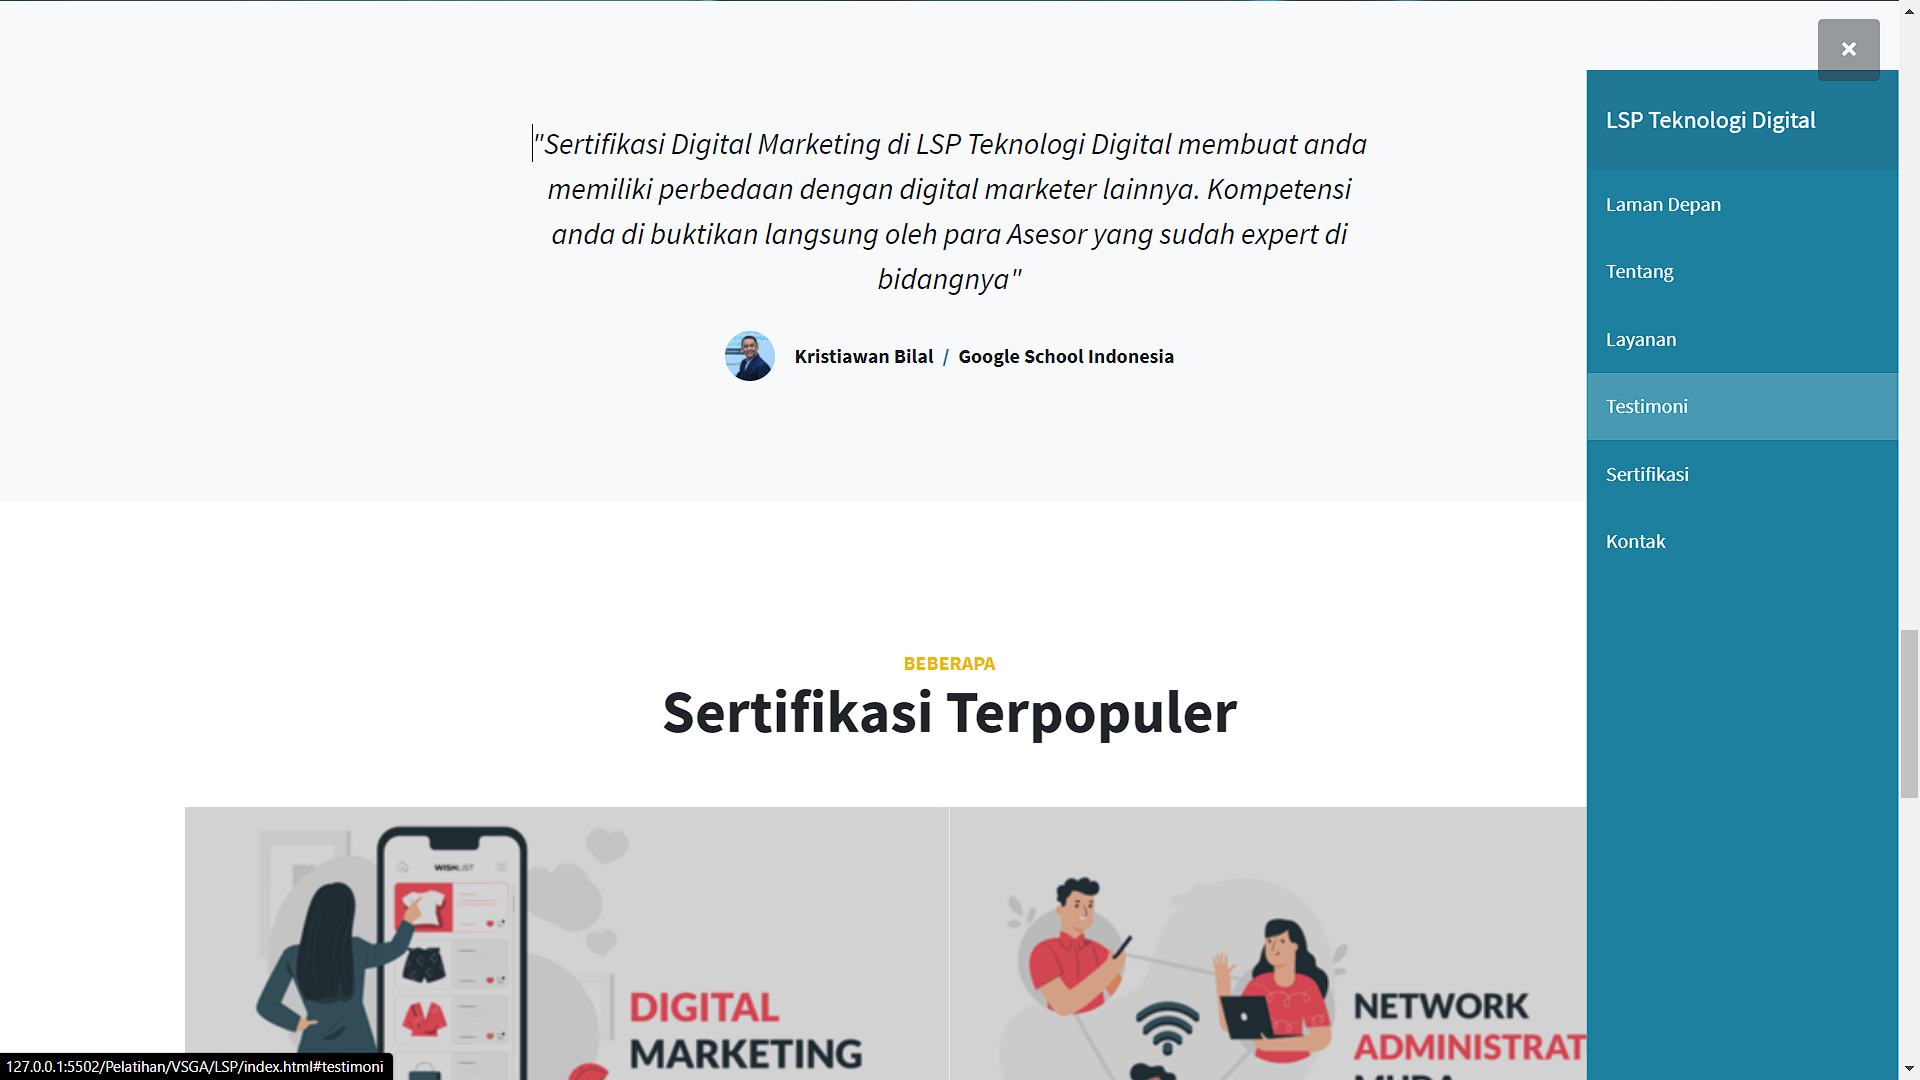 "Sertifikasi Digital Marketing di LSP Teknologi Digital membuat anda
memiliki perbedaan dengan digital marketer lainnya. Kompetensi
anda di buktikan langsung oleh para Asesor yang sudah expert di
bidangnya"
Kristiawan Bilal / Google School Indonesia
LSP Teknologi Digital
Laman Depan
Tentang
Layanan
Testimoni
Sertifikasi
Kontak
BEBERAPA
Sertifikasi Terpopuler
WISHLIST
DIGITAL
MARKETING
NETWORK
ADMINISTRAT
MUDA
127.0.0.1:5502/Pelatihan/VSGA/LSP/index.html#testimoni